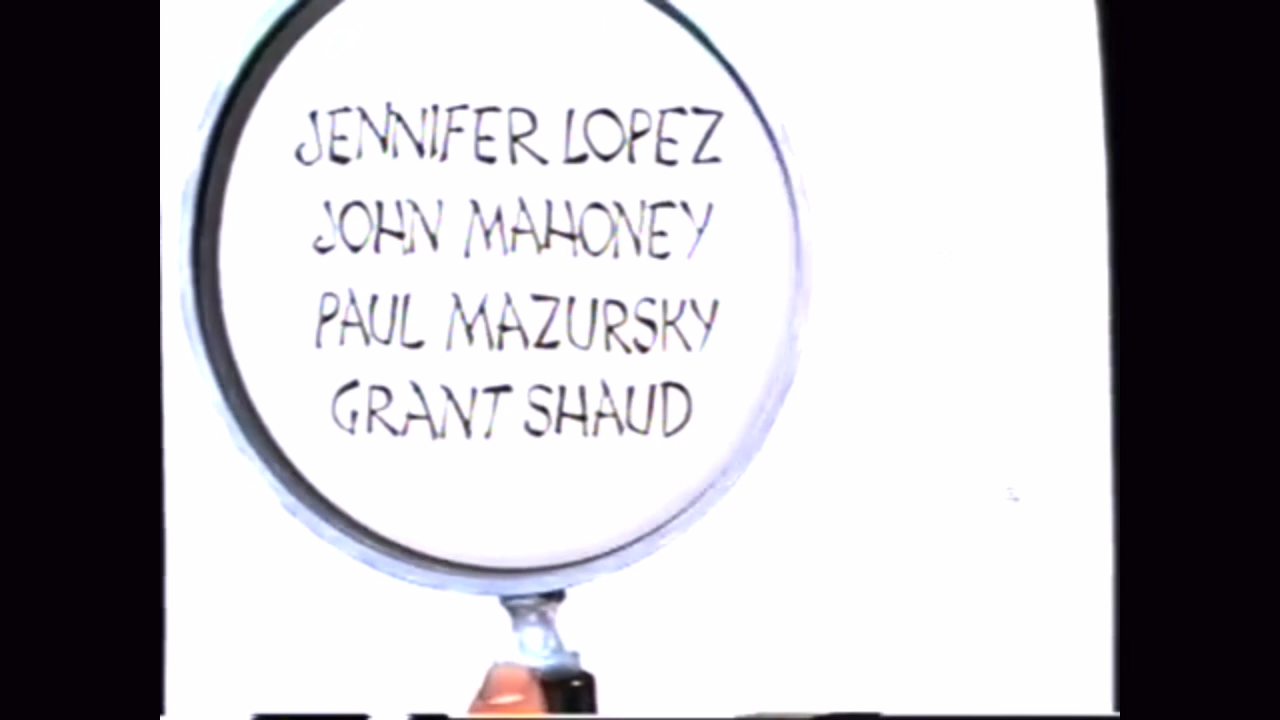 JENNIFER LOPEZ
JOHN MAHONEY
PAUL MAZURSKY
GRANT SHAUD